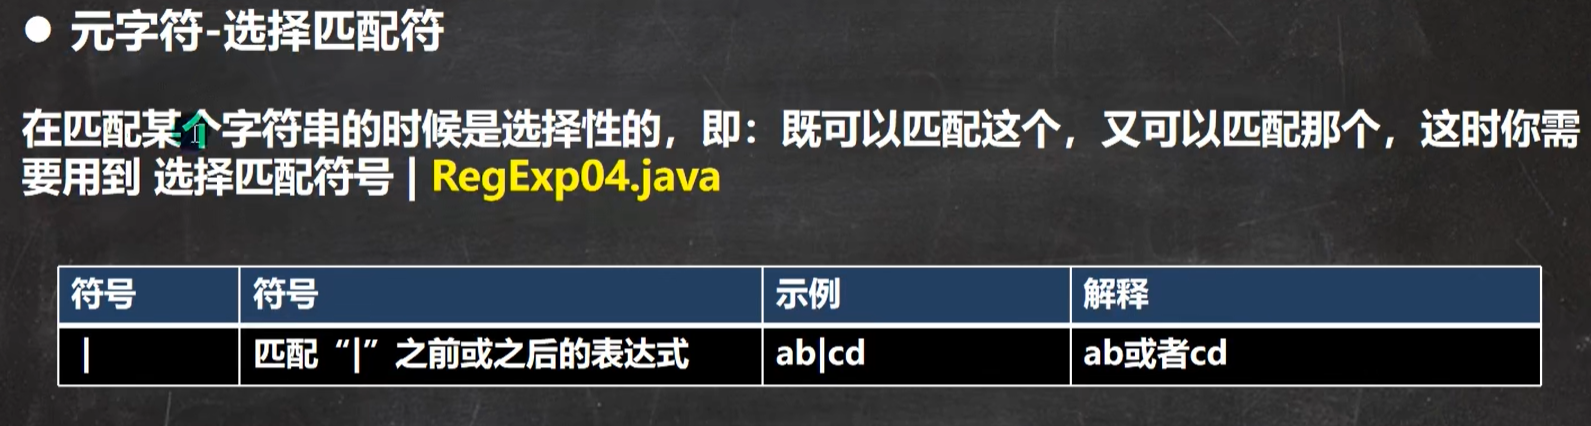 ● 元字符-选择匹配符
在匹配某个字符串的时候是选择性的，即：既可以匹配这个，又可以匹配那个，这时你需
要用到 选择匹配符号 | RegExp04.java
符号 符号 示例 解释
| 匹配“|”之前或之后的表达式 ab|cd ab或者cd